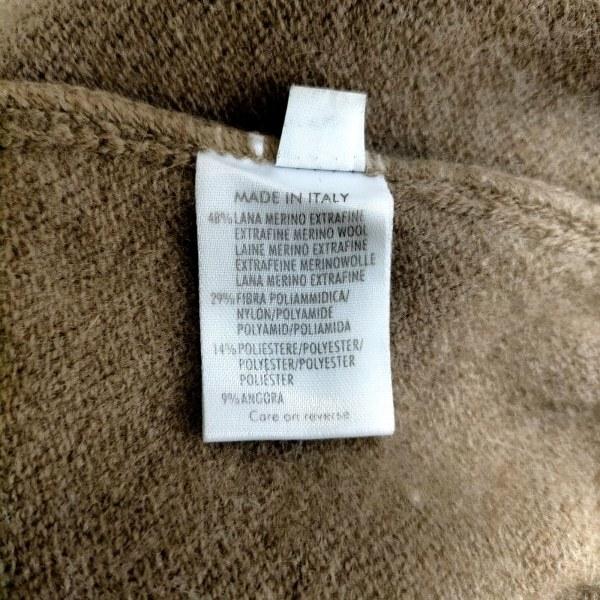 MADE IN ITALY
48%LANA MERINO EXTRAFINE
EXTRAFINE MERINO WOOL
LAINE MERINO EXTRAFINE
EXTRAFEINE MERINOWOLLE
LANA MERINO EXTRAFINE
29%FIBRA POLIAMMIDICA/
NYLON/POLYAMIDE
POLYAMID/POLIAMIDA
14%POLIESTERE/POLYESTER/
POLYESTER/POLYESTER
POLIÉSTER
9%ANGORA
Care on reverse